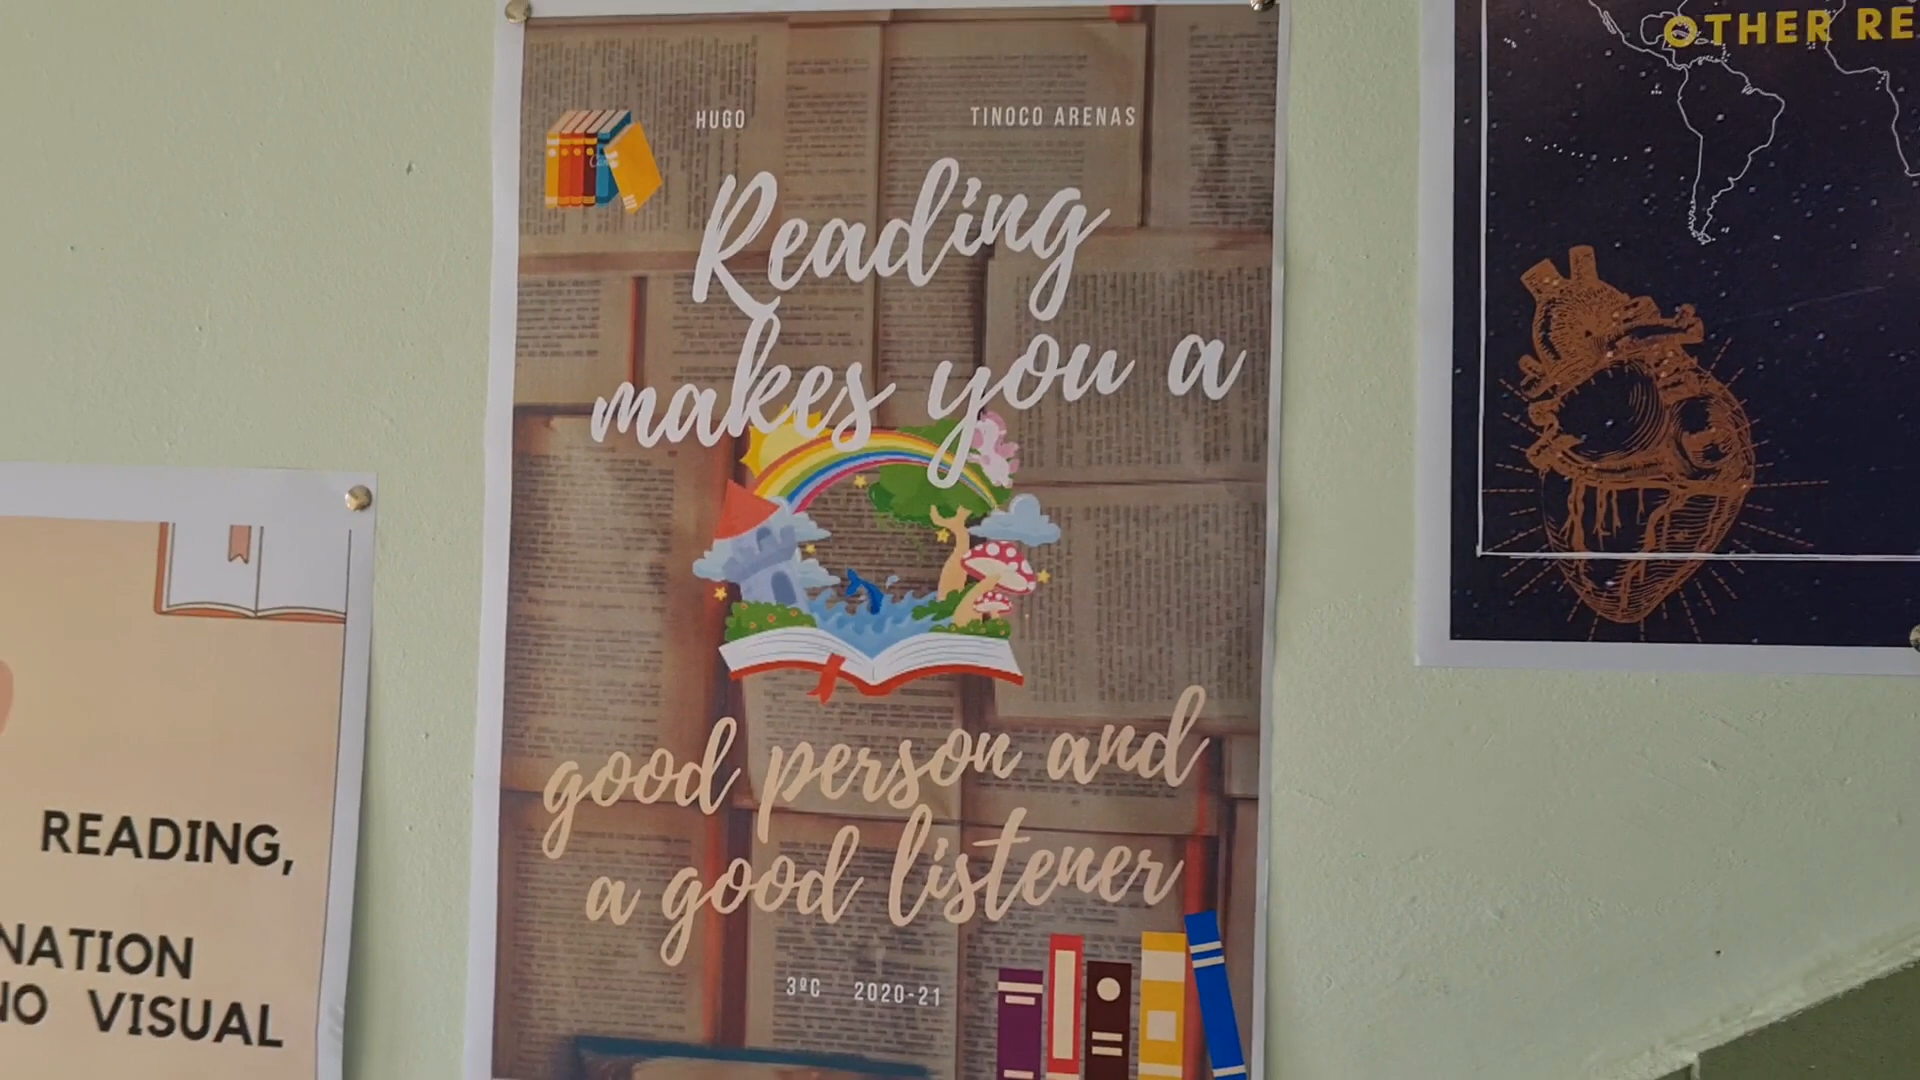 HUGO TINOCO ARENAS
Reading
makes you a
good person and
a good listener
3ºC 2020-21
READING,
NATION
NO VISUAL
OTHER RE